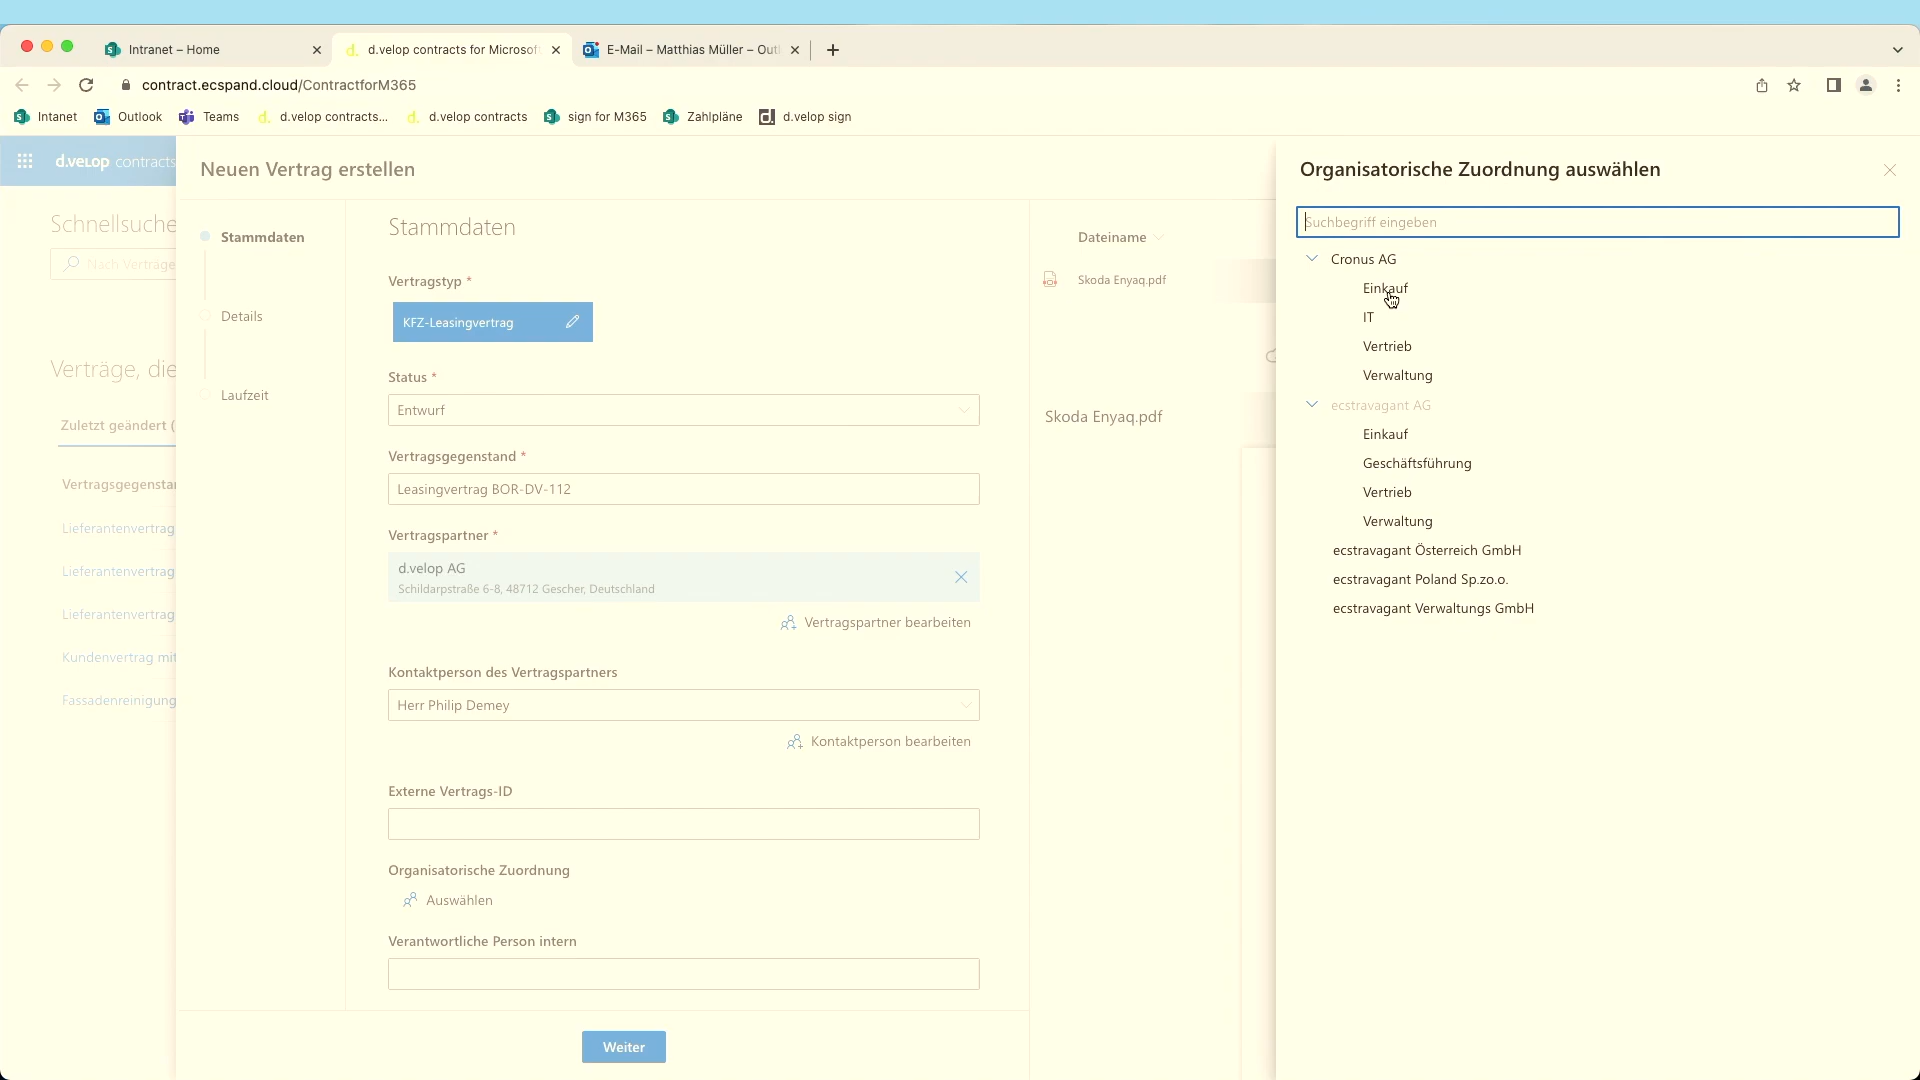 Intranet – Home
d.velop contracts for Microsof
E-Mail – Matthias Müller – Outl
contract.ecspand.cloud/ContractforM365
Intanet
Outlook
Teams
d.velop contracts...
d.velop contracts
sign for M365
Zahlpläne
d.velop sign
d.velop contracts
Schnellsuche
Nach Verträge
Verträge, die
Zuletzt geändert (
Vertragsgegenstan
Lieferantenvertrag
Lieferantenvertrag
Lieferantenvertrag
Kundenvertrag mit
Fassadenreinigung
Neuen Vertrag erstellen
Stammdaten
Details
Laufzeit
Stammdaten
Vertragstyp *
KFZ-Leasingvertrag
Status *
Entwurf
Vertragsgegenstand *
Leasingvertrag BOR-DV-112
Vertragspartner *
d.velop AG
Schildarpstraße 6-8, 48712 Gescher, Deutschland
Vertragspartner bearbeiten
Kontaktperson des Vertragspartners
Herr Philip Demey
Kontaktperson bearbeiten
Externe Vertrags-ID
Organisatorische Zuordnung
Auswählen
Verantwortliche Person intern
Weiter
Dateiname
Skoda Enyaq.pdf
Skoda Enyaq.pdf
Organisatorische Zuordnung auswählen
Suchbegriff eingeben
Cronus AG
Einkauf
IT
Vertrieb
Verwaltung
ecstravagant AG
Einkauf
Geschäftsführung
Vertrieb
Verwaltung
ecstravagant Österreich GmbH
ecstravagant Poland Sp.zo.o.
ecstravagant Verwaltungs GmbH